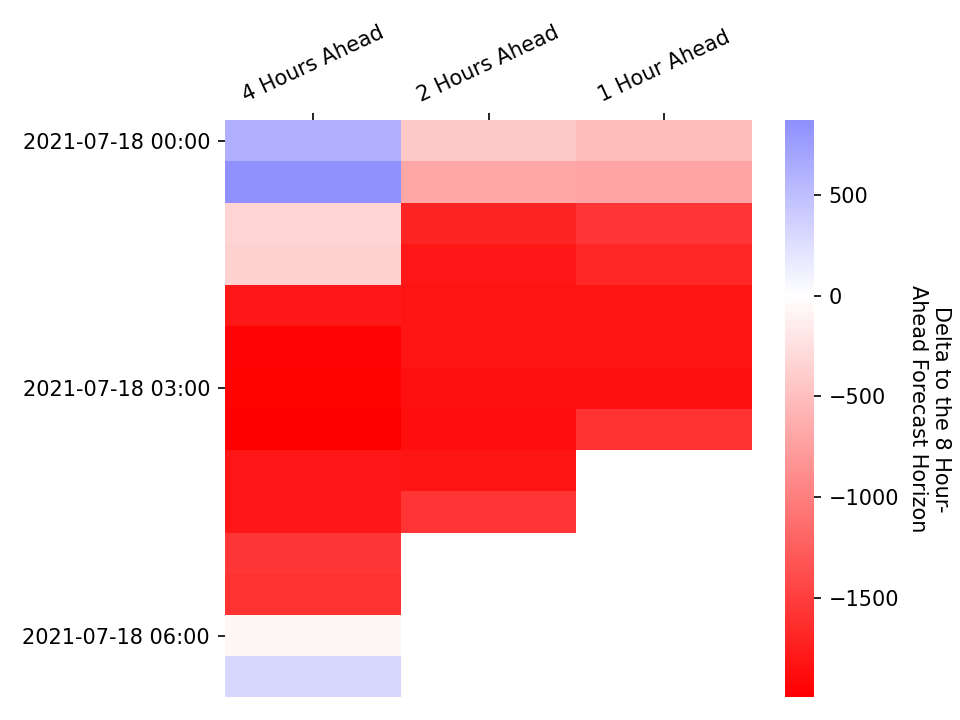 4 Hours Ahead
2 Hours Ahead
1 Hour Ahead
2021-07-18 00:00
2021-07-18 03:00
2021-07-18 06:00
500
0
−500
−1000
−1500
Delta to the 8 Hour-
Ahead Forecast Horizon